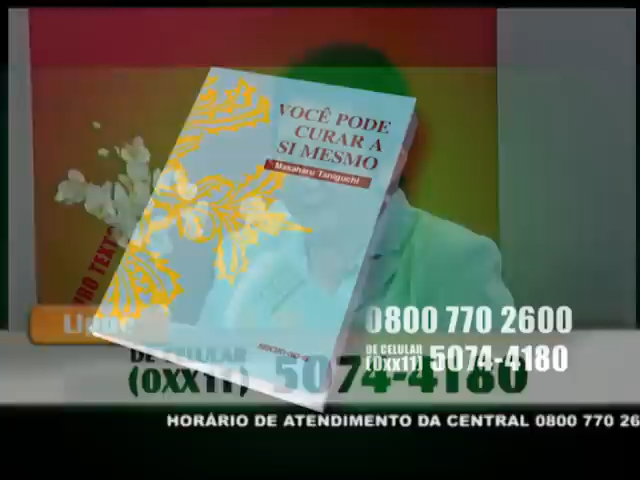 VOCÊ PODE
CURAR A
SI MESMO
Masaharu Taniguchi
0800 770 2600
DE CELULAR
(0xx11) 5074-4180
DE CELULAR
(0XX11) 5074-4180
HORÁRIO DE ATENDIMENTO DA CENTRAL 0800 770 26